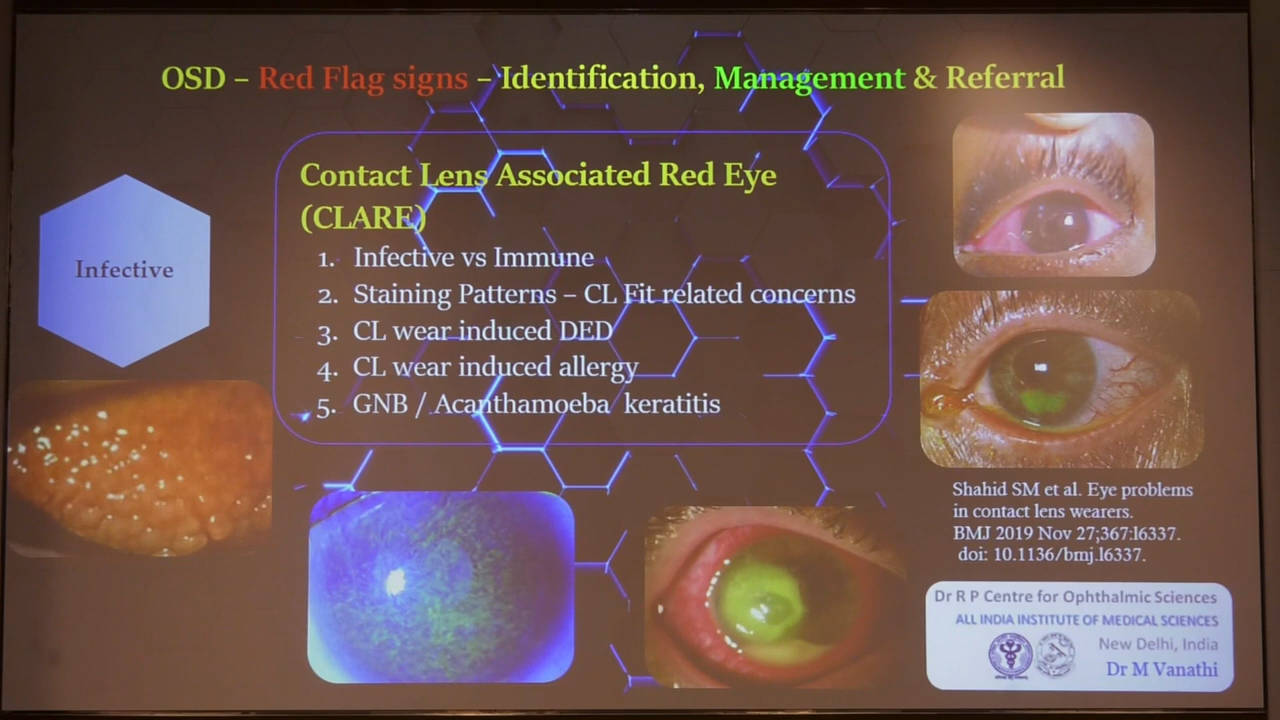 OSD – Red Flag signs – Identification, Management & Referral
Infective
Contact Lens Associated Red Eye
(CLARE)
1. Infective vs Immune
2. Staining Patterns – CL Fit related concerns
3. CL wear induced DED
4. CL wear induced allergy
5. GNB / Acanthamoeba keratitis
Shahid SM et al. Eye problems
in contact lens wearers.
BMJ 2019 Nov 27;367:l6337.
doi: 10.1136/bmj.l6337.
Dr R P Centre for Ophthalmic Sciences
ALL INDIA INSTITUTE OF MEDICAL SCIENCES
New Delhi, India
Dr M Vanathi